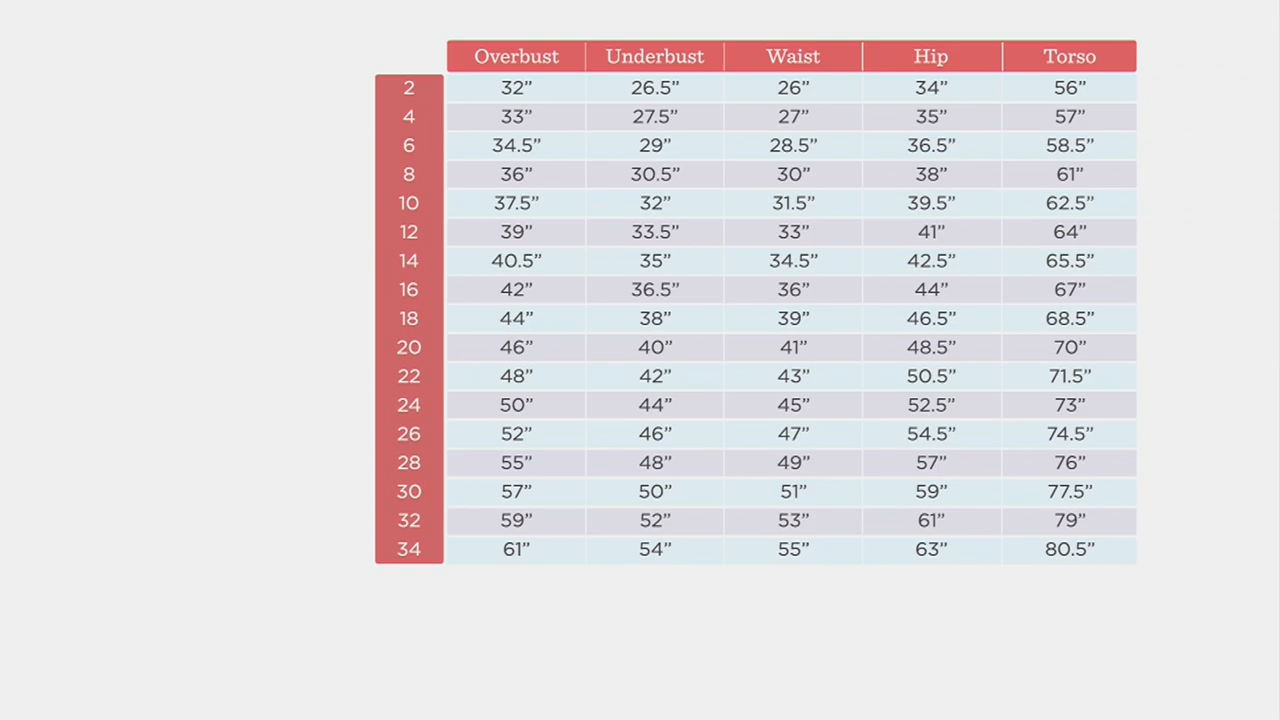 Overbust Underbust Waist Hip Torso
2 32” 26.5” 26” 34” 56”
4 33” 27.5” 27” 35” 57”
6 34.5” 29” 28.5” 36.5” 58.5”
8 36” 30.5” 30” 38” 61”
10 37.5” 32” 31.5” 39.5” 62.5”
12 39” 33.5” 33” 41” 64”
14 40.5” 35” 34.5” 42.5” 65.5”
16 42” 36.5” 36” 44” 67”
18 44” 38” 39” 46.5” 68.5”
20 46” 40” 41” 48.5” 70”
22 48” 42” 43” 50.5” 71.5”
24 50” 44” 45” 52.5” 73”
26 52” 46” 47” 54.5” 74.5”
28 55” 48” 49” 57” 76”
30 57” 50” 51” 59” 77.5”
32 59” 52” 53” 61” 79”
34 61” 54” 55” 63” 80.5”